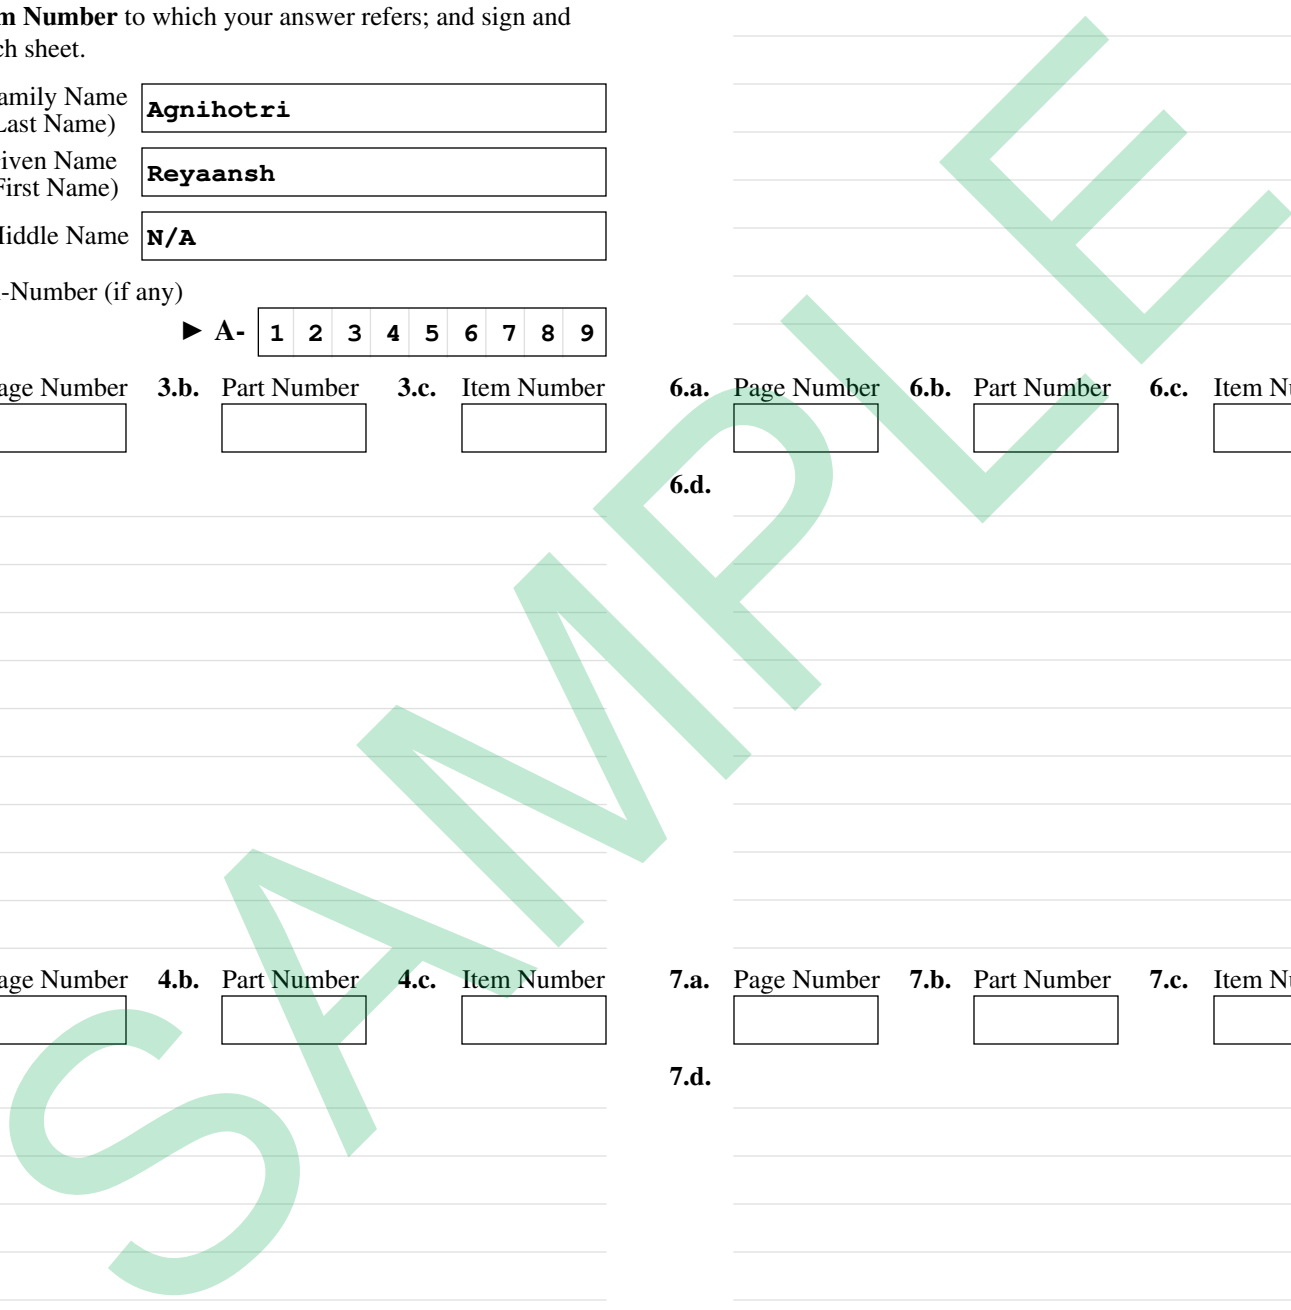 m Number to which your answer refers; and sign and
ch sheet.
amily Name
Last Name)
Agnihotri
iven Name
First Name)
Reyaansh
Middle Name
N/A
-Number (if any)
► A- 1 2 3 4 5 6 7 8 9
age Number 3.b. Part Number 3.c. Item Number
age Number 4.b. Part Number 4.c. Item Number
6.a. Page Number 6.b. Part Number 6.c. Item Nu
6.d.
7.a. Page Number 7.b. Part Number 7.c. Item Nu
7.d.
SAMPLE